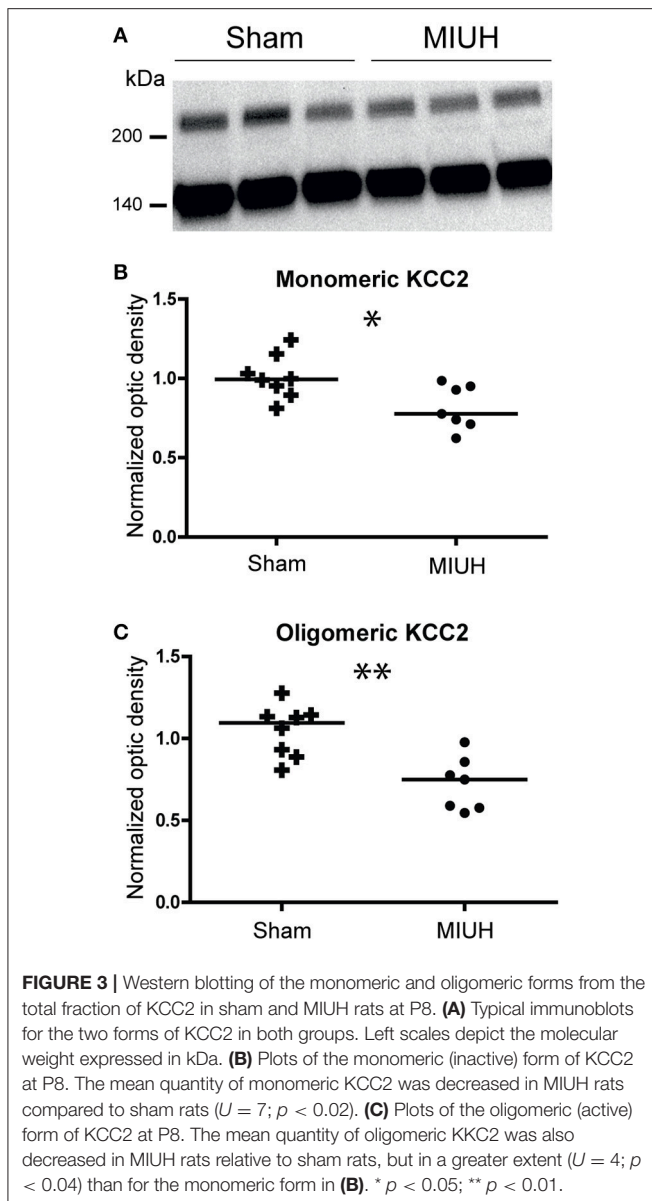 A
Sham MIUH
kDa
200
140
B
Monomeric KCC2
1.5
*
1.0
0.5
0.0
Normalized optic density
Sham MIUH
C
Oligomeric KCC2
1.5
**
1.0
0.5
0.0
Normalized optic density
Sham MIUH
FIGURE 3 | Western blotting of the monomeric and oligomeric forms from the
total fraction of KCC2 in sham and MIUH rats at P8. (A) Typical immunoblots
for the two forms of KCC2 in both groups. Left scales depict the molecular
weight expressed in kDa. (B) Plots of the monomeric (inactive) form of KCC2
at P8. The mean quantity of monomeric KCC2 was decreased in MIUH rats
compared to sham rats (U = 7; p < 0.02). (C) Plots of the oligomeric (active)
form of KCC2 at P8. The mean quantity of oligomeric KKC2 was also
decreased in MIUH rats relative to sham rats, but in a greater extent (U = 4; p
< 0.04) than for the monomeric form in (B). * p < 0.05; ** p < 0.01.